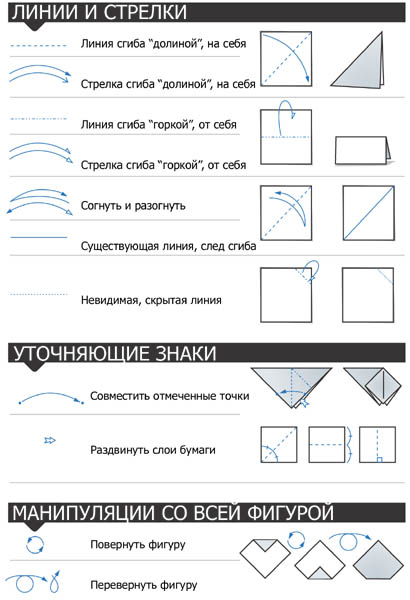 ЛИНИИ И СТРЕЛКИ
Линия сгиба “долиной”, на себя
Стрелка сгиба “долиной”, на себя
Линия сгиба “горкой”, от себя
Стрелка сгиба “горкой”, от себя
Согнуть и разогнуть
Существующая линия, след сгиба
Невидимая, скрытая линия
УТОЧНЯЮЩИЕ ЗНАКИ
Совместить отмеченные точки
Раздвинуть слои бумаги
МАНИПУЛЯЦИИ СО ВСЕЙ ФИГУРОЙ
Повернуть фигуру
Перевернуть фигуру